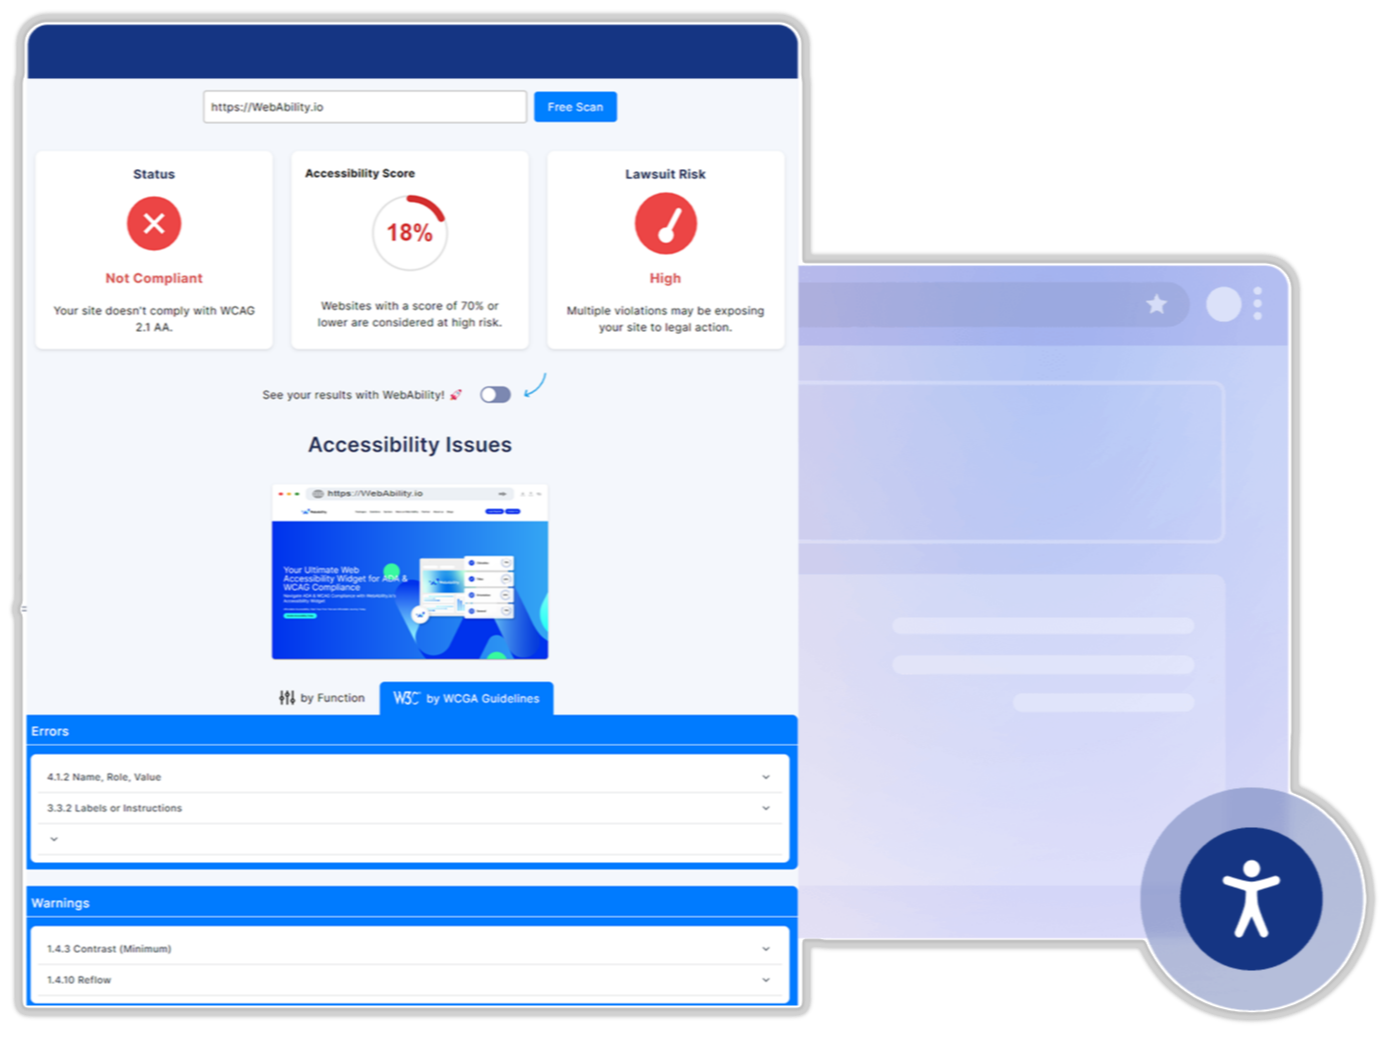 https://WebAbility.io
Free Scan
Status
Not Compliant
Your site doesn't comply with WCAG
2.1 AA.
Accessibility Score
18%
Websites with a score of 70% or
lower are considered at high risk.
Lawsuit Risk
High
Multiple violations may be exposing
your site to legal action.
See your results with WebAbility!
Accessibility Issues
https://WebAbility.io
Your Ultimate Web
Accessibility Widget for ADA &
WCAG Compliance
by Function
W3C by WCGA Guidelines
Errors
4.1.2 Name, Role, Value
3.3.2 Labels or Instructions
Warnings
1.4.3 Contrast (Minimum)
1.4.10 Reflow